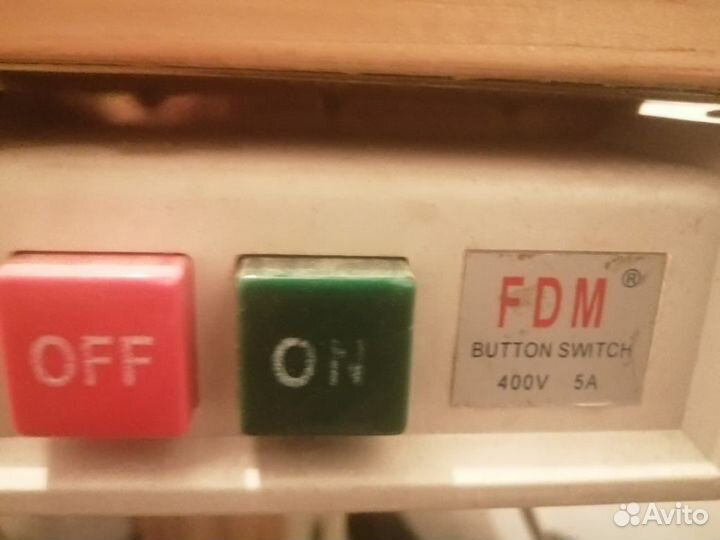 OFF
ON
FDM®
BUTTON SWITCH
400V 5A
Avito